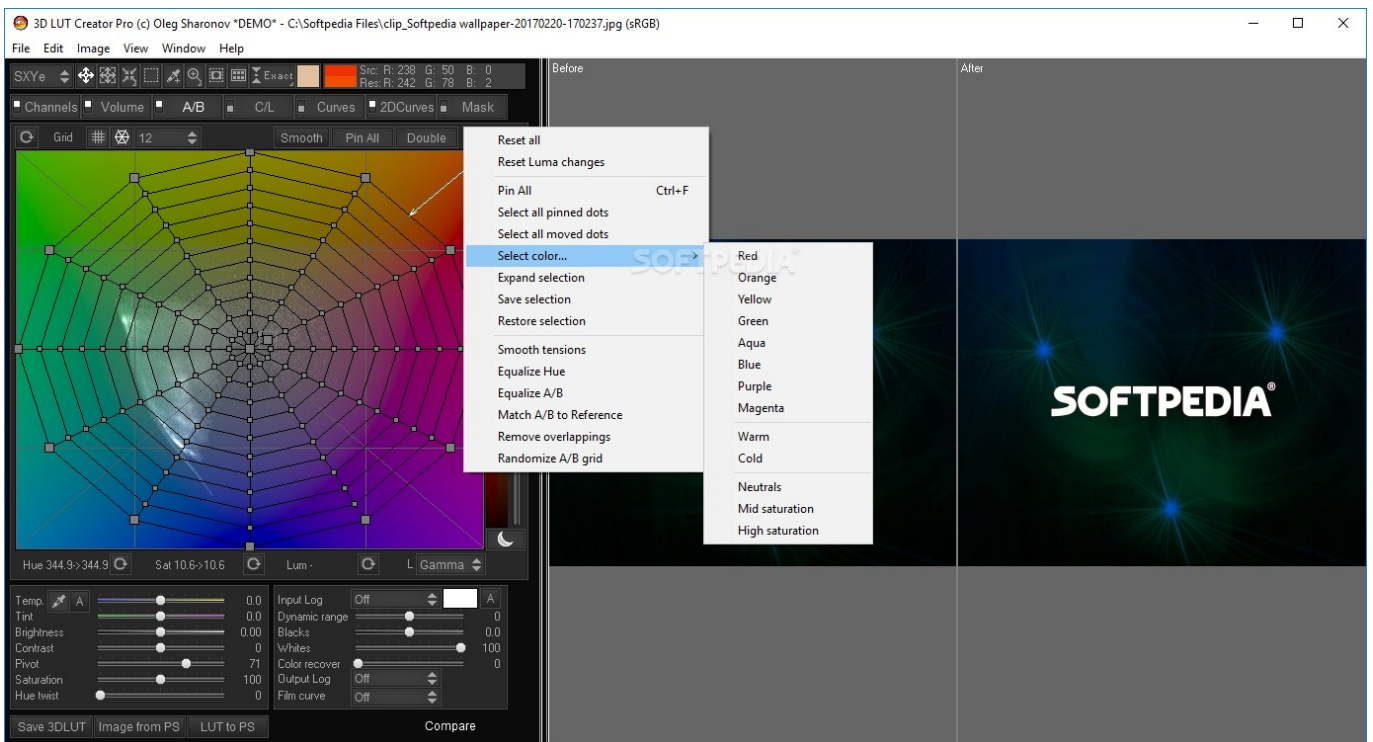 3D LUT Creator Pro (c) Oleg Sharonov *DEMO* - C:\Softpedia Files\clip_Softpedia wallpaper-20170220-170237.jpg (sRGB)
File Edit Image View Window Help
SXYe Exact Src: R: 238 G: 50 B: 0
Res: R: 242 G: 78 B: 2
Channels Volume A/B C/L Curves 2DCurves Mask
Grid 12 Smooth Pin All Double
Before
After
Reset all
Reset Luma changes
Pin All Ctrl+F
Select all pinned dots
Select all moved dots
Select color... >
Expand selection
Save selection
Restore selection
Smooth tensions
Equalize Hue
Equalize A/B
Match A/B to Reference
Remove overlappings
Randomize A/B grid
SOFTPEDIA
Red
Orange
Yellow
Green
Aqua
Blue
Purple
Magenta
Warm
Cold
Neutrals
Mid saturation
High saturation
SOFTPEDIA®
Hue 344.9->344.9 Sat 10.6->10.6 Lum - L Gamma
Temp. A 0.0
Tint 0.0
Brightness 0.00
Contrast 0
Pivot 71
Saturation 100
Hue twist 0
Input Log Off A
Dynamic range 0
Blacks 0.0
Whites 100
Color recover 0
Output Log Off
Film curve Off
Save 3DLUT Image from PS LUT to PS Compare